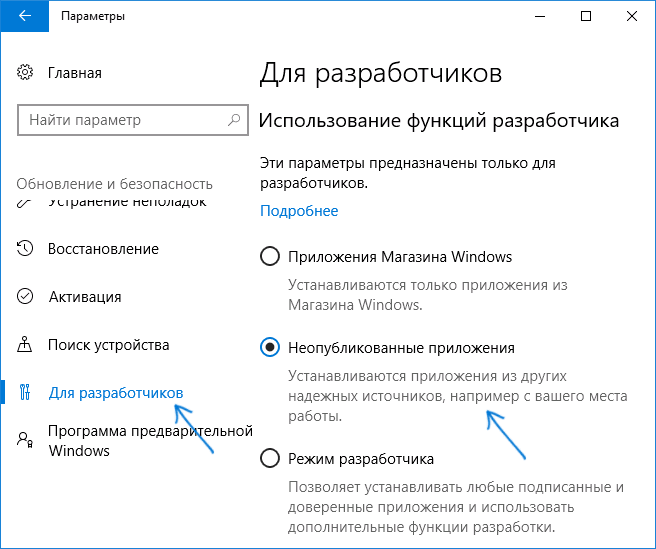 Параметры
Главная
Найти параметр
Обновление и безопасность
Устранение неполадок
Восстановление
Активация
Поиск устройства
Для разработчиков
Программа предварительной
Windows
Для разработчиков
Использование функций разработчика
Эти параметры предназначены только для
разработчиков.
Подробнее
Приложения Магазина Windows
Устанавливаются только приложения из
Магазина Windows.
Неопубликованные приложения
Устанавливаются приложения из других
надежных источников, например с вашего места
работы.
Режим разработчика
Позволяет устанавливать любые подписанные и
доверенные приложения и использовать
дополнительные функции разработки.